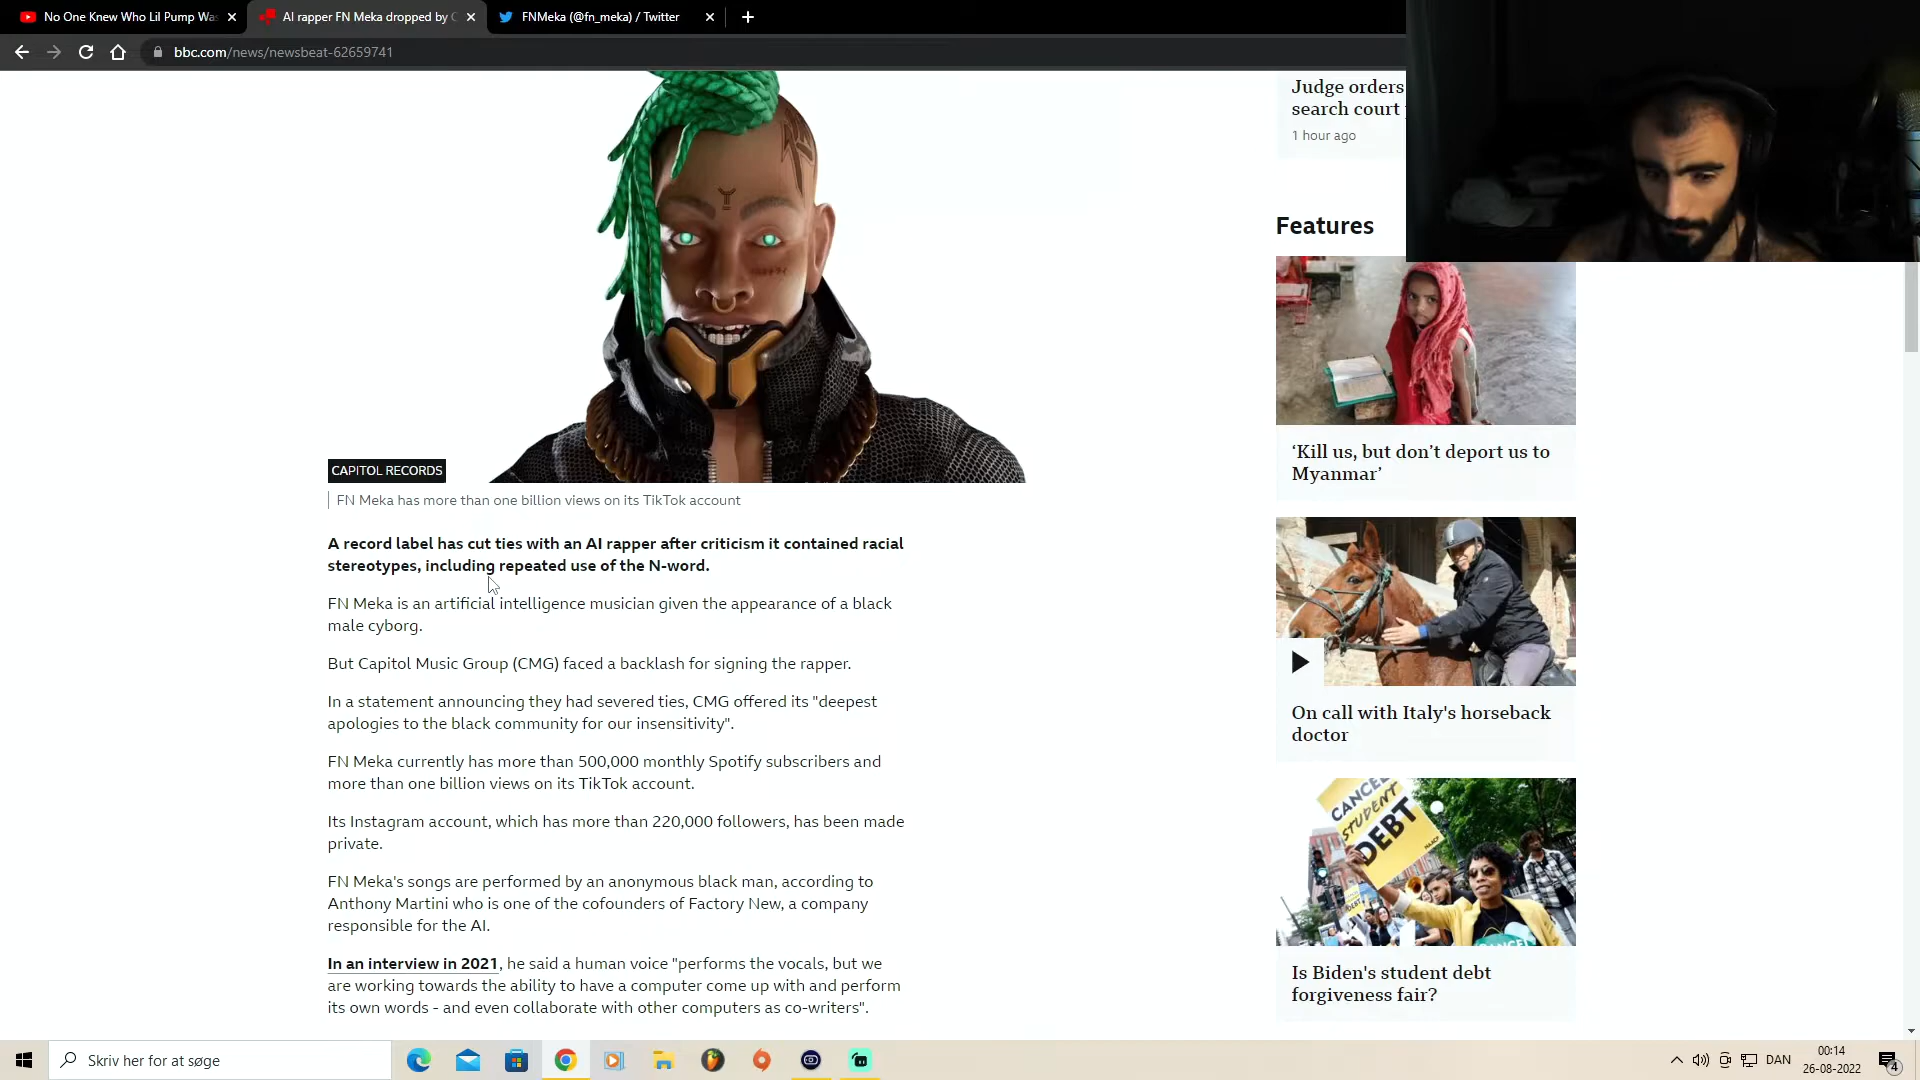 No One Knew Who Lil Pump Was
AI rapper FN Meka dropped by C
FNMeka (@fn_meka) / Twitter
bbc.com/news/newsbeat-62659741
Judge orders
search court
1 hour ago
Features
CAPITOL RECORDS
FN Meka has more than one billion views on its TikTok account
A record label has cut ties with an AI rapper after criticism it contained racial
stereotypes, including repeated use of the N-word.
FN Meka is an artificial intelligence musician given the appearance of a black
male cyborg.
But Capitol Music Group (CMG) faced a backlash for signing the rapper.
In a statement announcing they had severed ties, CMG offered its "deepest
apologies to the black community for our insensitivity".
FN Meka currently has more than 500,000 monthly Spotify subscribers and
more than one billion views on its TikTok account.
Its Instagram account, which has more than 220,000 followers, has been made
private.
FN Meka's songs are performed by an anonymous black man, according to
Anthony Martini who is one of the cofounders of Factory New, a company
responsible for the AI.
In an interview in 2021, he said a human voice "performs the vocals, but we
are working towards the ability to have a computer come up with and perform
its own words - and even collaborate with other computers as co-writers".
‘Kill us, but don’t deport us to
Myanmar’
On call with Italy's horseback
doctor
CANCEL
STUDENT
DEBT
Is Biden's student debt
forgiveness fair?
Skriv her for at søge
DAN
00:14
26-08-2022
4